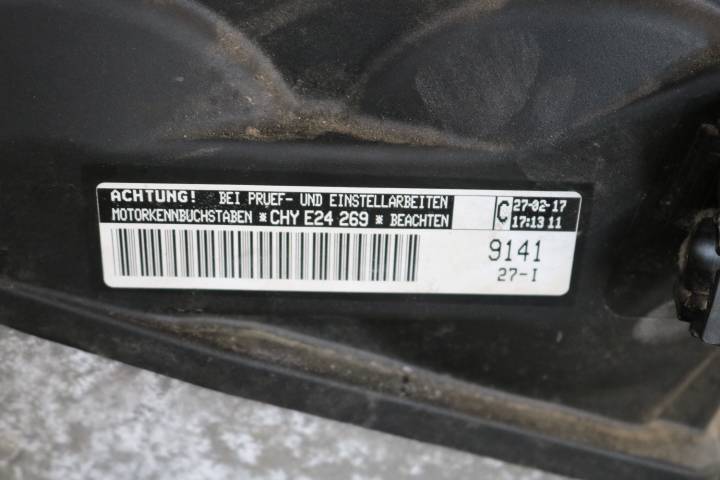 ACHTUNG! BEI PRUEF- UND EINSTELLARBEITEN
MOTORKENNBUCHSTABEN *CHY E24 269* BEACHTEN
C 27-02-17
17:13 11
9141
27-I